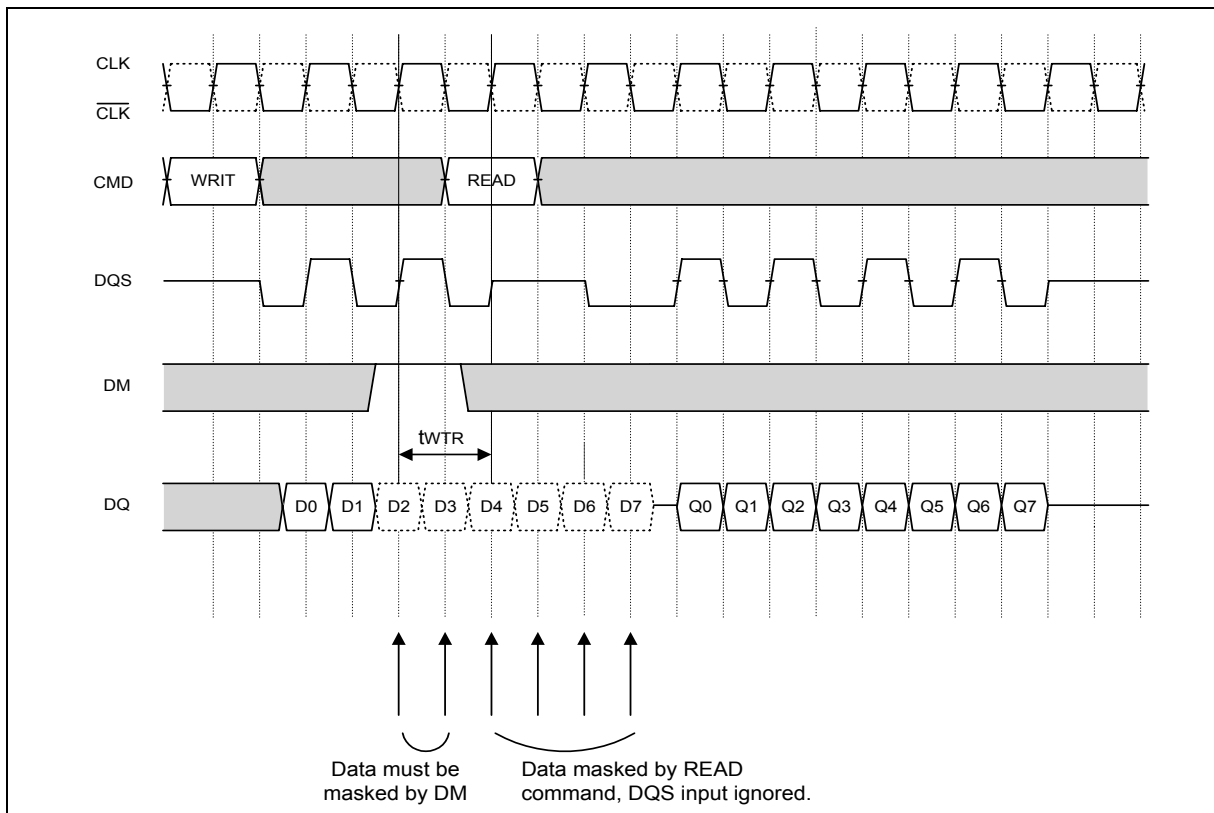 CLK
CLK
CMD WRIT READ
DQS
DM
tWTR
DQ D0 D1 D2 D3 D4 D5 D6 D7 Q0 Q1 Q2 Q3 Q4 Q5 Q6 Q7
Data must be
masked by DM
Data masked by READ
command, DQS input ignored.